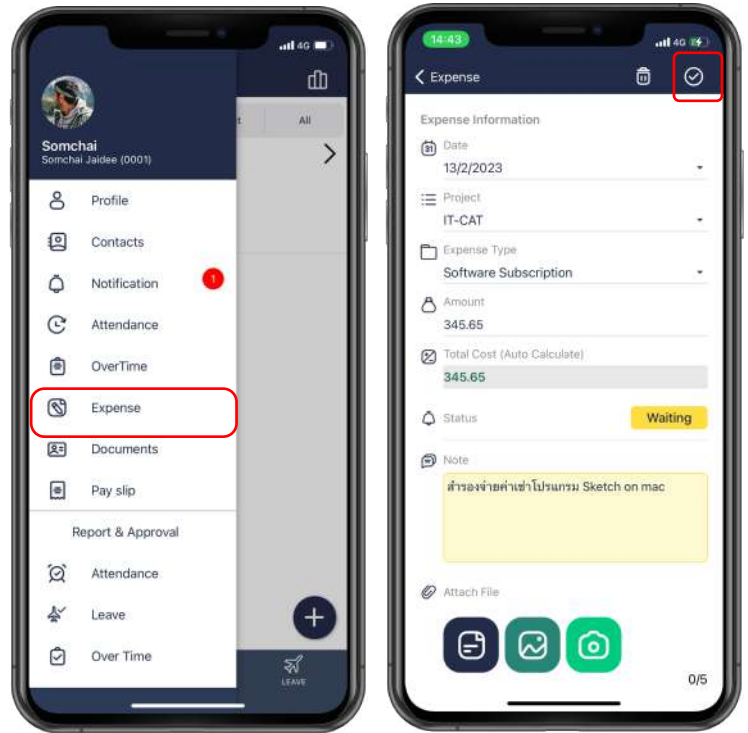 4G
Somchai
Somchai Jaidee (0001)
All
Profile
Contacts
Notification
1
Attendance
OverTime
Expense
Documents
Pay slip
Report & Approval
Attendance
Leave
Over Time
LEAVE
14:43
4G
Expense
Expense Information
31
Date
13/2/2023
Project
IT-CAT
Expense Type
Software Subscription
Amount
345.65
Total Cost (Auto Calculate)
345.65
Status
Waiting
Note
สำรองจ่ายค่าเช่าโปรแกรม Sketch on mac
Attach File
0/5